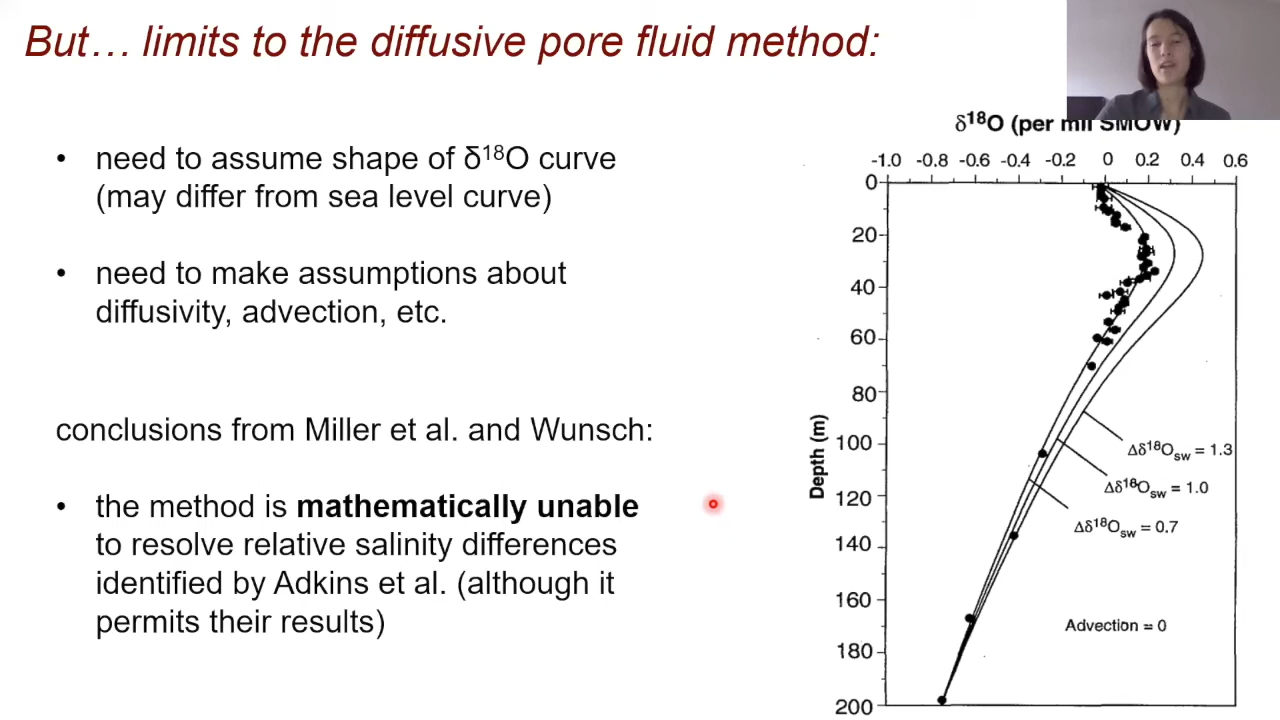 But… limits to the diffusive pore fluid method:
• need to assume shape of δ¹⁸O curve
(may differ from sea level curve)
• need to make assumptions about
diffusivity, advection, etc.
conclusions from Miller et al. and Wunsch:
• the method is mathematically unable
to resolve relative salinity differences
identified by Adkins et al. (although it
permits their results)
δ¹⁸O (per mil SMOW)
-1.0 -0.8 -0.6 -0.4 -0.2 0 0.2 0.4 0.6
0
20
40
60
80
100
120
140
160
180
200
Depth (m)
Δδ¹⁸Osw = 1.3
Δδ¹⁸Osw = 1.0
Δδ¹⁸Osw = 0.7
Advection = 0